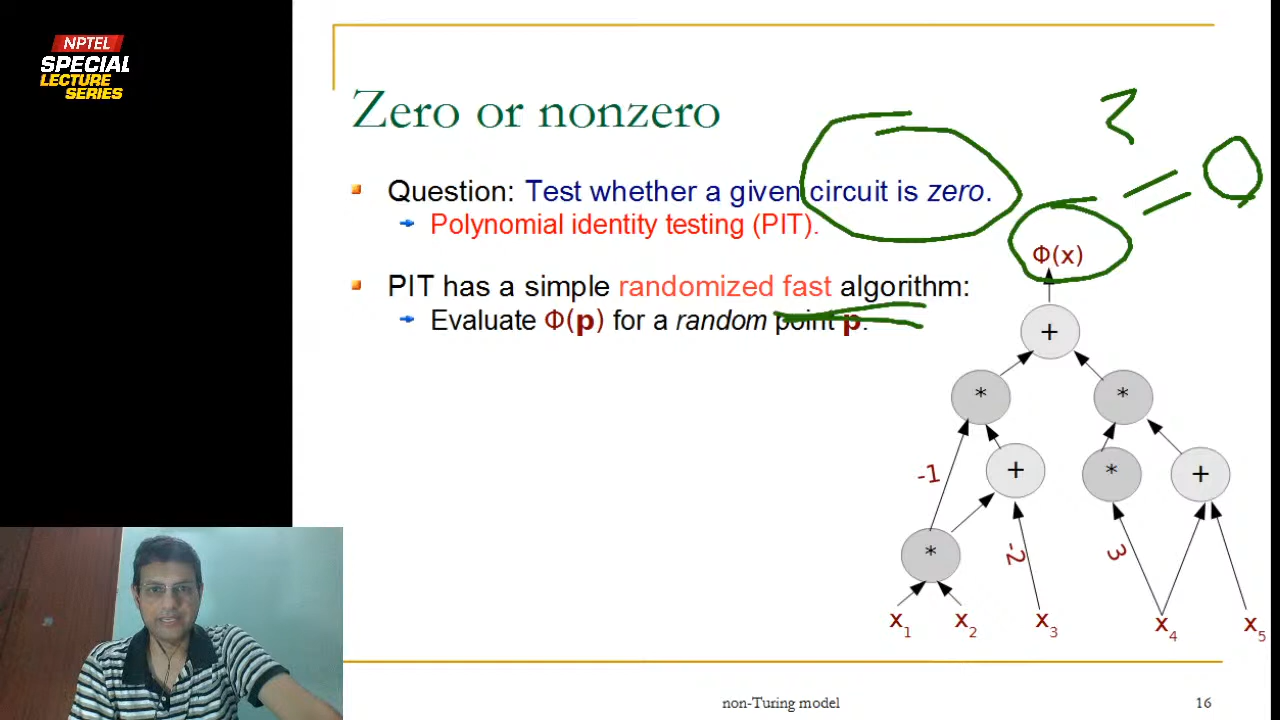 NPTEL
SPECIAL
LECTURE
SERIES
Zero or nonzero
Question: Test whether a given circuit is zero.
Polynomial identity testing (PIT).
PIT has a simple randomized fast algorithm:
Evaluate Φ(p) for a random point p.
? = 0
Φ(x)
+
* *
-1 * + * +
* -2 3
x₁ x₂ x₃ x₄ x₅
non-Turing model 16